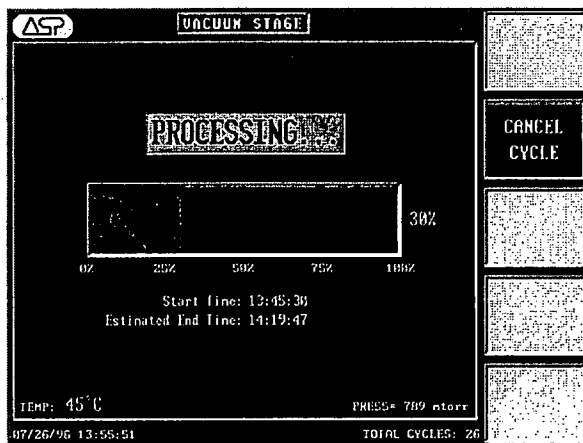 ASP
VACUUM STAGE
PROCESSING...
CANCEL
CYCLE
30%
0% 25% 50% 75% 100%
Start Time: 13:45:30
Estimated End Time: 14:19:47
TEMP: 45°C
PRESS= 789 mtorr
07/26/96 13:55:51
TOTAL CYCLES: 26